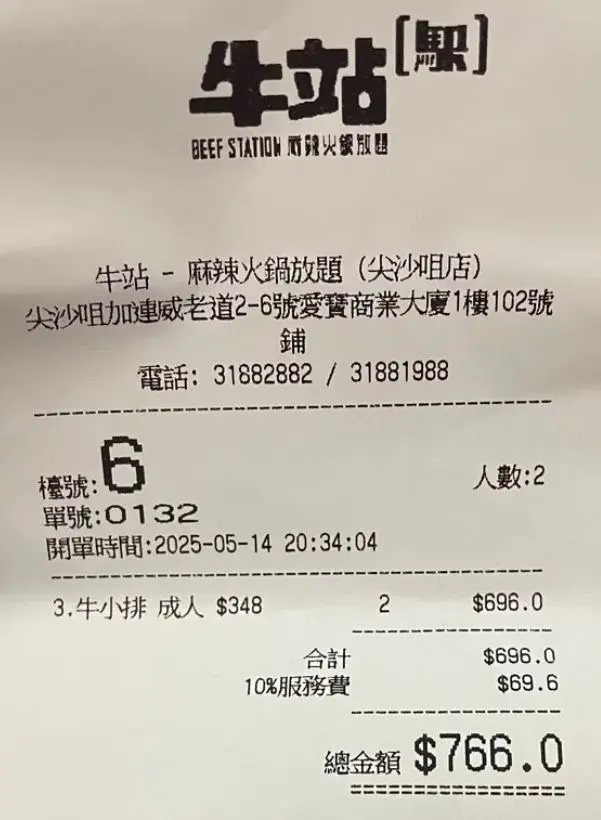 牛站[馹]
BEEF STATION 麻辣火鍋放題
牛站 - 麻辣火鍋放題 (尖沙咀店)
尖沙咀加連威老道2-6號愛寶商業大廈1樓102號
鋪
電話: 31882882 / 31881988
檯號:6 人數:2
單號:0132
開單時間:2025-05-14 20:34:04
3.牛小排 成人 $348 2 $696.0
合計 $696.0
10%服務費 $69.6
總金額 $766.0